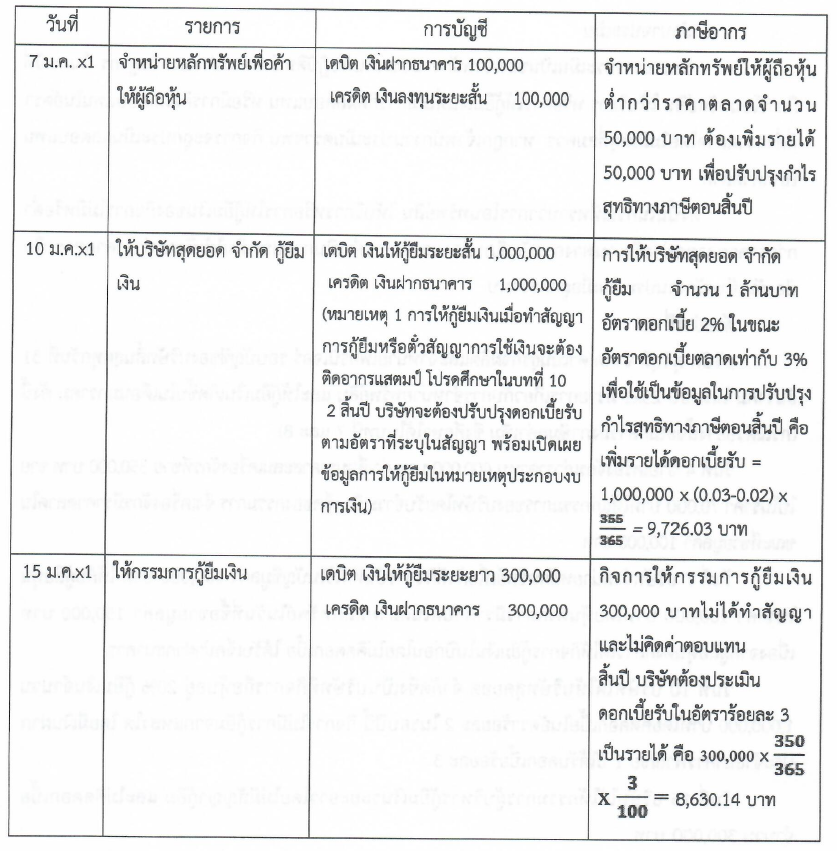 วันที่ รายการ การบัญชี ภาษีอากร
7 ม.ค. x1 จำหน่ายหลักทรัพย์เพื่อค้า
ให้ผู้ถือหุ้น
เดบิต เงินฝากธนาคาร 100,000
เครดิต เงินลงทุนระยะสั้น 100,000
จำหน่ายหลักทรัพย์ให้ผู้ถือหุ้น
ต่ำกว่าราคาตลาดจำนวน
50,000 บาท ต้องเพิ่มรายได้
50,000 บาท เพื่อปรับปรุงกำไร
สุทธิทางภาษีตอนสิ้นปี
10 ม.ค.x1 ให้บริษัทสุดยอด จำกัด กู้ยืม
เงิน
เดบิต เงินให้กู้ยืมระยะสั้น 1,000,000
เครดิต เงินฝากธนาคาร 1,000,000
(หมายเหตุ 1 การให้กู้ยืมเงินเมื่อทำสัญญา
การกู้ยืมหรือตั๋วสัญญาการใช้เงินจะต้อง
ติดอากรแสตมป์ โปรดศึกษาในบทที่ 10
2 สิ้นปี บริษัทจะต้องปรับปรุงดอกเบี้ยรับ
ตามอัตราที่ระบุในสัญญา พร้อมเปิดเผย
ข้อมูลการให้กู้ยืมในหมายเหตุประกอบงบ
การเงิน)
การให้บริษัทสุดยอด จำกัด
กู้ยืม จำนวน 1 ล้านบาท
อัตราดอกเบี้ย 2% ในขณะ
อัตราดอกเบี้ยตลาดเท่ากับ 3%
เพื่อใช้เป็นข้อมูลในการปรับปรุง
กำไรสุทธิทางภาษีตอนสิ้นปี คือ
เพิ่มรายได้ดอกเบี้ยรับ =
1,000,000 x (0.03-0.02) x
355/365 = 9,726.03 บาท
15 ม.ค.x1 ให้กรรมการกู้ยืมเงิน
เดบิต เงินให้กู้ยืมระยะยาว 300,000
เครดิต เงินฝากธนาคาร 300,000
กิจการให้กรรมการกู้ยืมเงิน
300,000 บาทไม่ได้ทำสัญญา
และไม่คิดค่าตอบแทน
สิ้นปี บริษัทต้องประเมิน
ดอกเบี้ยรับในอัตราร้อยละ 3
เป็นรายได้ คือ 300,000 x 350/365
x 3/100 = 8,630.14 บาท